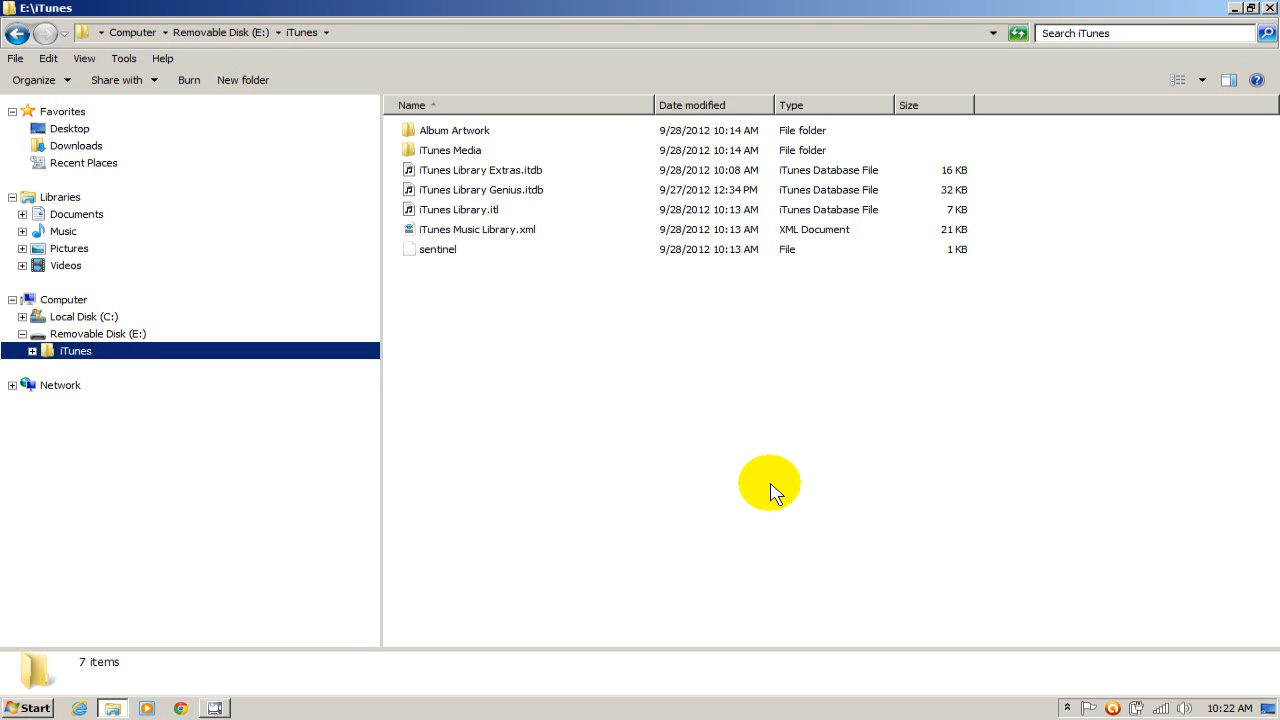 E:\iTunes
Computer Removable Disk (E:) iTunes
Search iTunes
File Edit View Tools Help
Organize Share with Burn New folder
Favorites
Desktop
Downloads
Recent Places
Libraries
Documents
Music
Pictures
Videos
Computer
Local Disk (C:)
Removable Disk (E:)
iTunes
Network
Name Date modified Type Size
Album Artwork 9/28/2012 10:14 AM File folder
iTunes Media 9/28/2012 10:14 AM File folder
iTunes Library Extras.itdb 9/28/2012 10:08 AM iTunes Database File 16 KB
iTunes Library Genius.itdb 9/27/2012 12:34 PM iTunes Database File 32 KB
iTunes Library.itl 9/28/2012 10:13 AM iTunes Database File 7 KB
iTunes Music Library.xml 9/28/2012 10:13 AM XML Document 21 KB
sentinel 9/28/2012 10:13 AM File 1 KB
7 items
Start
10:22 AM